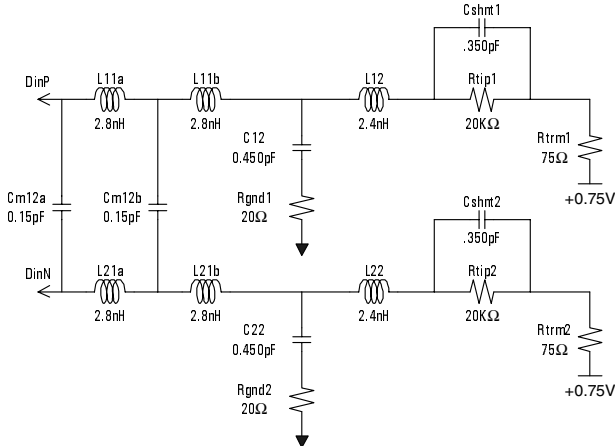 Cshnt1
.350pF
DinP
L11a
L11b
L12
Rtip1
2.8nH
2.8nH
2.4nH
20KΩ
C12
0.450pF
Rtrm1
75Ω
Cm12a
0.15pF
Cm12b
0.15pF
Rgnd1
20Ω
+0.75V
Cshnt2
.350pF
DinN
L21a
L21b
L22
Rtip2
2.8nH
2.8nH
2.4nH
20KΩ
C22
0.450pF
Rtrm2
75Ω
Rgnd2
20Ω
+0.75V